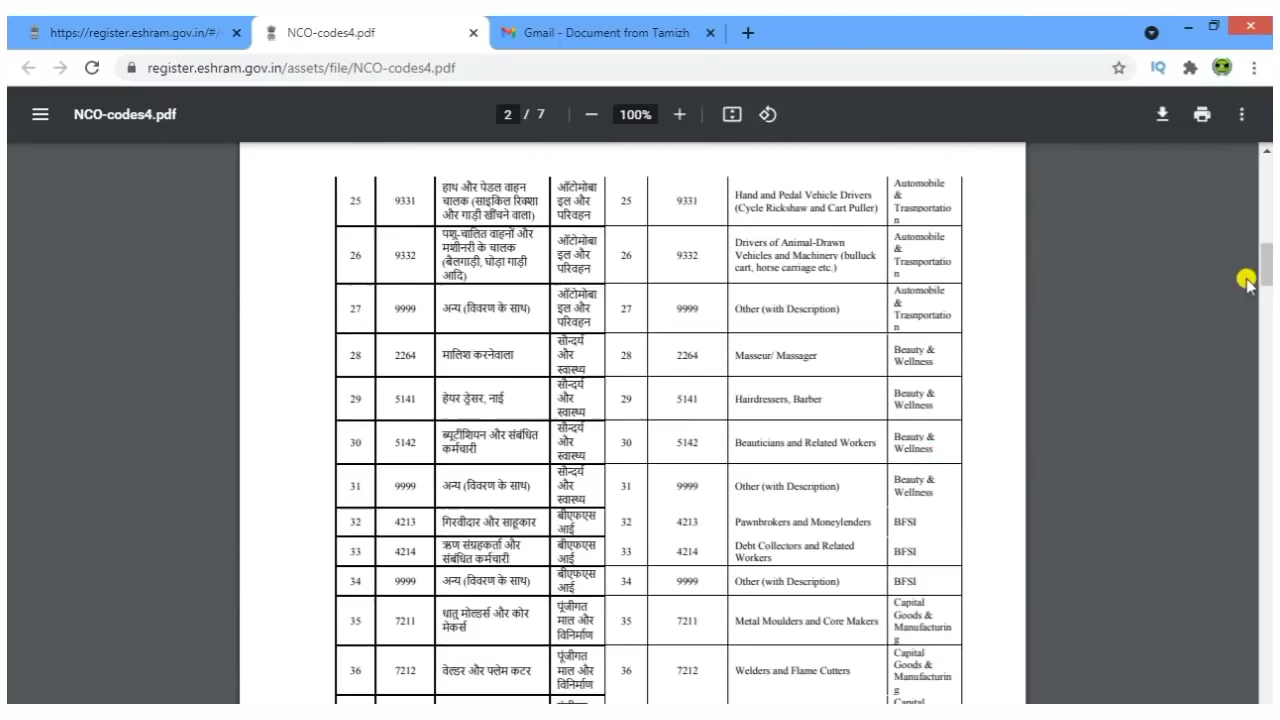 https://register.eshram.gov.in/#/
NCO-codes4.pdf
Gmail - Document from Tamizh
register.eshram.gov.in/assets/file/NCO-codes4.pdf
IQ
NCO-codes4.pdf
2 / 7
100%
25 9331 हाथ और पेडल वाहन चालक (साइकिल रिक्शा और गाड़ी खींचने वाला) ऑटोमोबाइल और परिवहन 25 9331 Hand and Pedal Vehicle Drivers (Cycle Rickshaw and Cart Puller) Automobile & Trasnportation
26 9332 पशु-चालित वाहनों और मशीनरी के चालक (बैलगाड़ी, घोड़ा गाड़ी आदि) ऑटोमोबाइल और परिवहन 26 9332 Drivers of Animal-Drawn Vehicles and Machinery (bulluck cart, horse carriage etc.) Automobile & Trasnportation
27 9999 अन्य (विवरण के साथ) ऑटोमोबाइल और परिवहन 27 9999 Other (with Description) Automobile & Trasnportation
28 2264 मालिश करनेवाला सौन्दर्य और स्वास्थ्य 28 2264 Masseur/ Massager Beauty & Wellness
29 5141 हेयर ड्रेसर, नाई सौन्दर्य और स्वास्थ्य 29 5141 Hairdressers, Barber Beauty & Wellness
30 5142 ब्यूटीशियन और संबंधित कर्मचारी सौन्दर्य और स्वास्थ्य 30 5142 Beauticians and Related Workers Beauty & Wellness
31 9999 अन्य (विवरण के साथ) सौन्दर्य और स्वास्थ्य 31 9999 Other (with Description) Beauty & Wellness
32 4213 गिरवीदार और साहूकार बीएफएसआई 32 4213 Pawnbrokers and Moneylenders BFSI
33 4214 ऋण संग्रहकर्ता और संबंधित कर्मचारी बीएफएसआई 33 4214 Debt Collectors and Related Workers BFSI
34 9999 अन्य (विवरण के साथ) बीएफएसआई 34 9999 Other (with Description) BFSI
35 7211 धातु मोल्डर्स और कोर मेकर्स पूंजीगत माल और विनिर्माण 35 7211 Metal Moulders and Core Makers Capital Goods & Manufacturing
36 7212 वेल्डर और फ्लेम कटर पूंजीगत माल और विनिर्माण 36 7212 Welders and Flame Cutters Capital Goods & Manufacturing